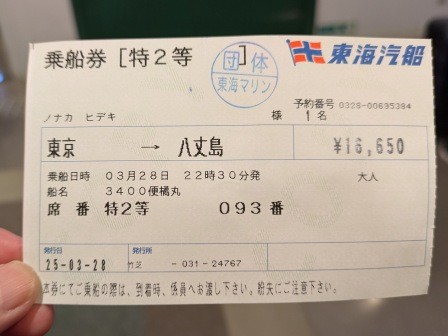 乗船券 [特2等 ]
団体
東海マリン
東海汽船
予約番号 0328-00695384
ノナカ ヒデキ 様 1名
東京 → 八丈島 ¥16,650
乗船日時 03月28日 22時30分発 大人
船名 3400便橘丸
席番 特2等 093番
発行日 発行所
25-03-28 竹芝 -031-24767
本券にてご乗船の際は、到着時、係員へお渡し下さい。紛失にご注意下さい。